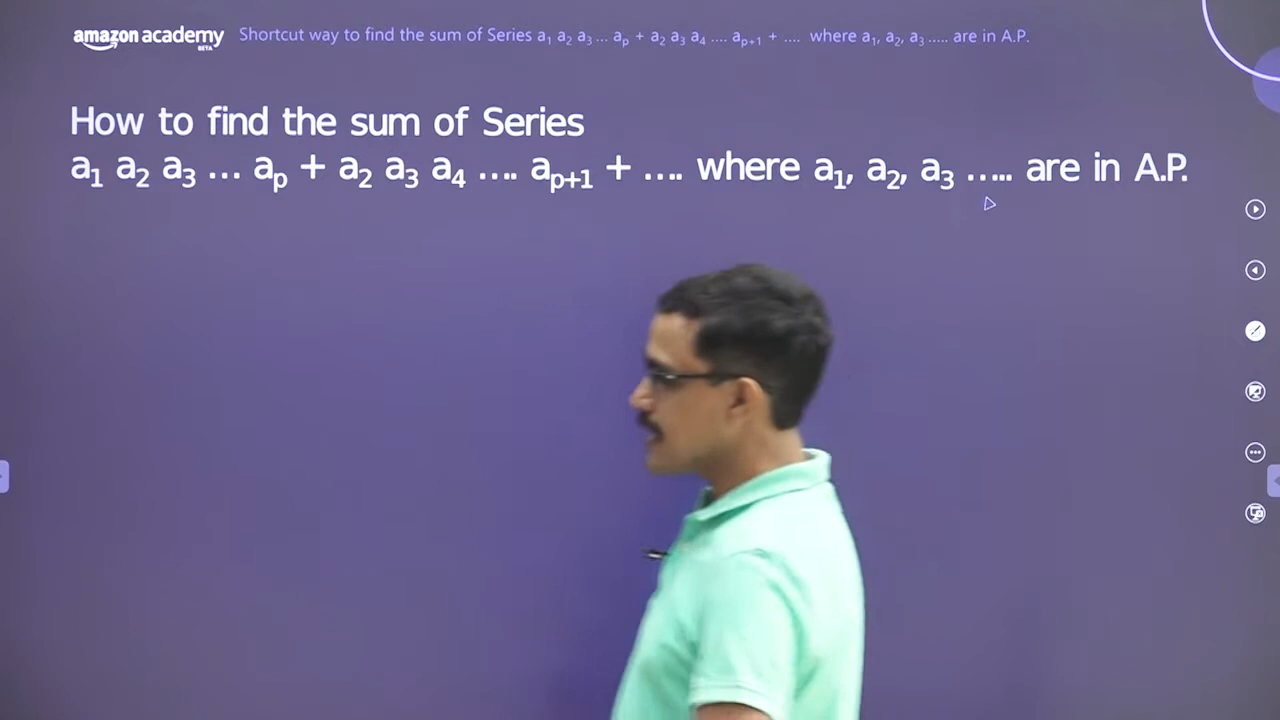 amazon academy BETA Shortcut way to find the sum of Series a₁ a₂ a₃ ... aₚ + a₂ a₃ a₄ .... aₚ₊₁ + .... where a₁, a₂, a₃ ..... are in A.P.
How to find the sum of Series
a₁ a₂ a₃ ... aₚ + a₂ a₃ a₄ .... aₚ₊₁ + .... where a₁, a₂, a₃ ..... are in A.P.